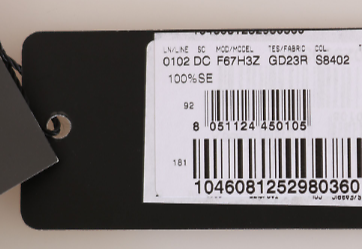 LN/LINE SC MOD/MODEL TES/FABRIC COL.
0102 DC F67H3Z GD23R S8402
100%SE
92
8 051124 450105
181
1046081252980360